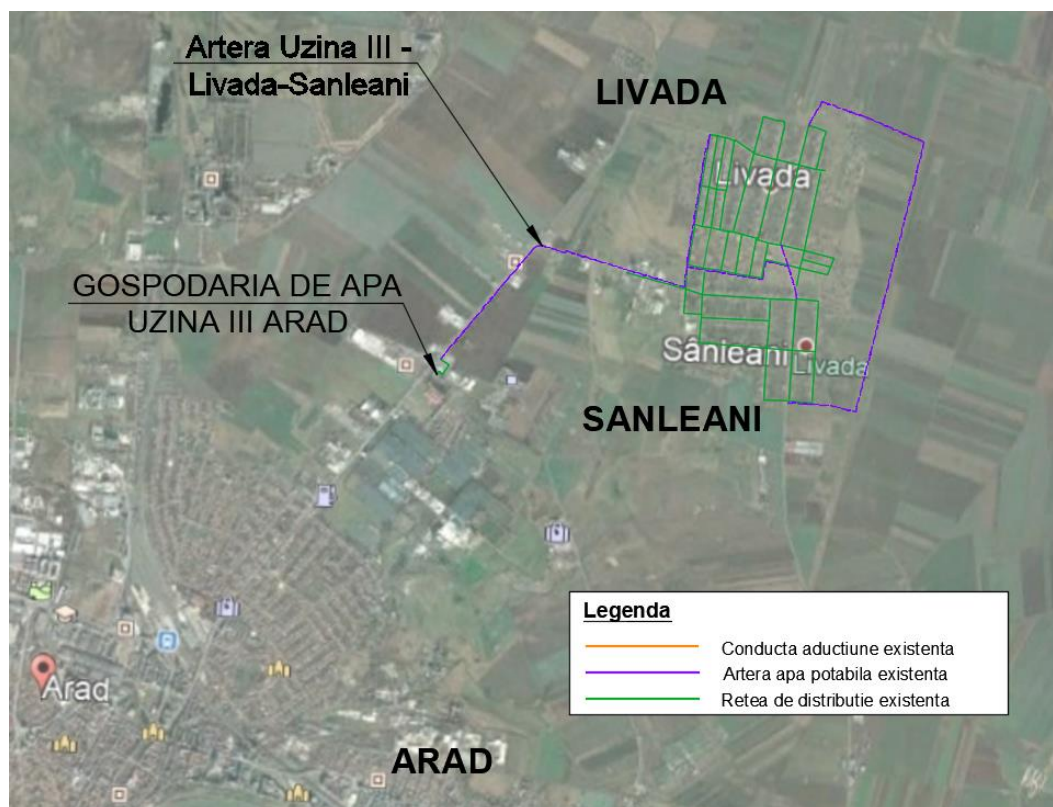 Artera Uzina III -
Livada-Sanleani
LIVADA
Livada
GOSPODARIA DE APA
UZINA III ARAD
Sânleani
Livada
SANLEANI
Legenda
Conducta aductiune existenta
Artera apa potabila existenta
Retea de distributie existenta
Arad
ARAD